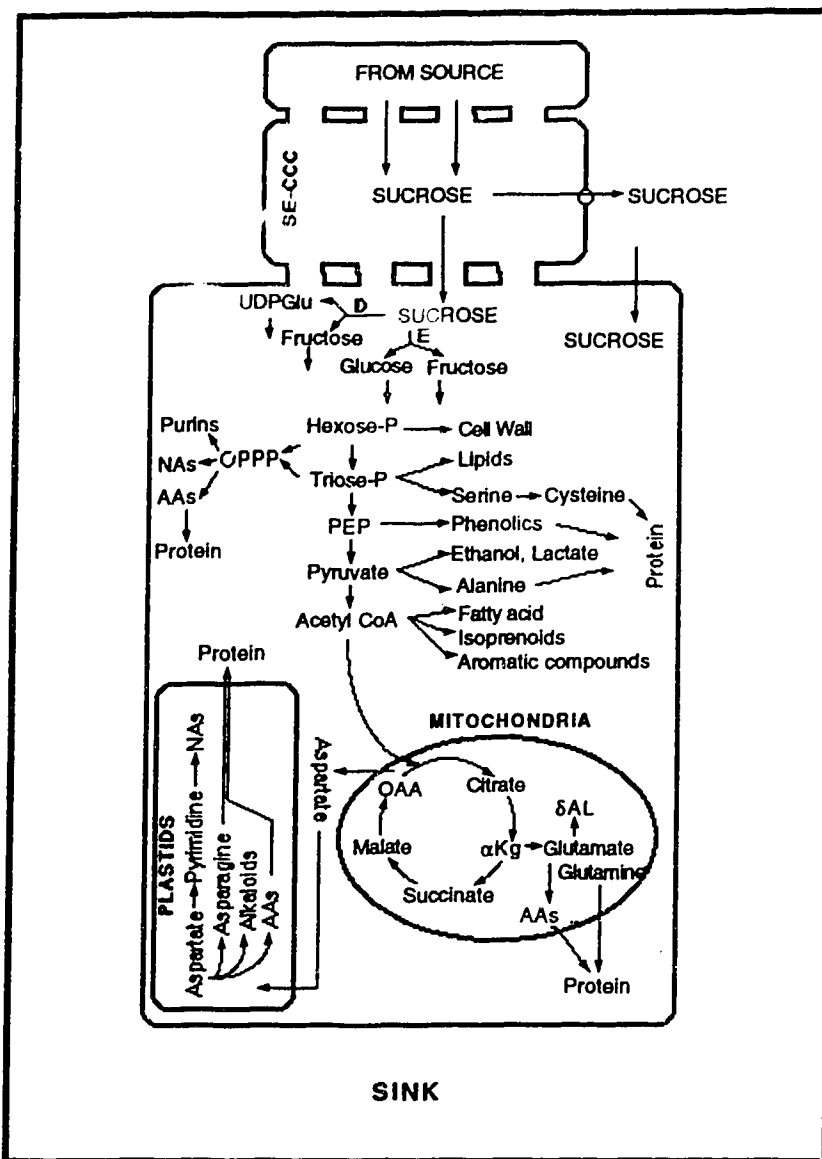 FROM SOURCE
SE-CCC
SUCROSE
SUCROSE
UDPGlu
D
SUCROSE
Fructose
E
SUCROSE
Glucose
Fructose
Purins
Hexose-P
Cell Wall
OPPP
Lipids
NAs
Triose-P
Serine
Cysteine
AAs
PEP
Phenolics
Protein
Protein
Pyruvate
Ethanol, Lactate
Alanine
Acetyl CoA
Fatty acid
Isoprenoids
Aromatic compounds
Protein
MITOCHONDRIA
Aspartate
OAA
Citrate
δAL
Malate
αKg
Glutamate
Glutamine
Succinate
AAs
Protein
PLASTIDS
Aspartate
Pyrimidine
NAs
Asparagine
Alkaloids
AAs
SINK